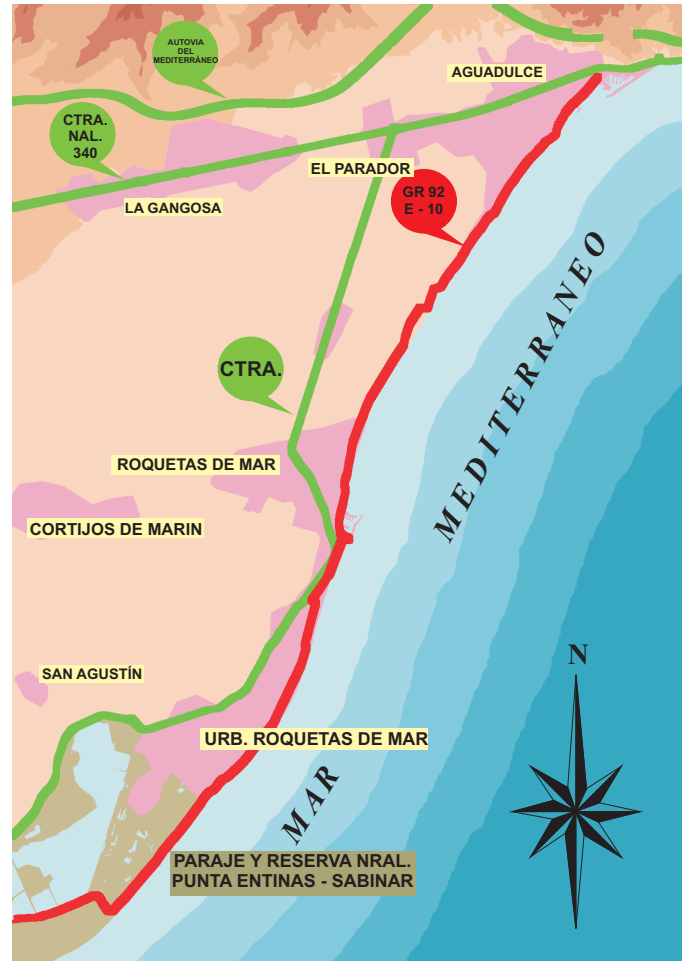 AUTOVIA
DEL
MEDITERRÁNEO
AGUADULCE
CTRA.
NAL.
340
EL PARADOR
LA GANGOSA
GR 92
E - 10
MEDITERRANEO
CTRA.
ROQUETAS DE MAR
CORTIJOS DE MARIN
N
SAN AGUSTÍN
URB. ROQUETAS DE MAR
MAR
PARAJE Y RESERVA NRAL.
PUNTA ENTINAS - SABINAR